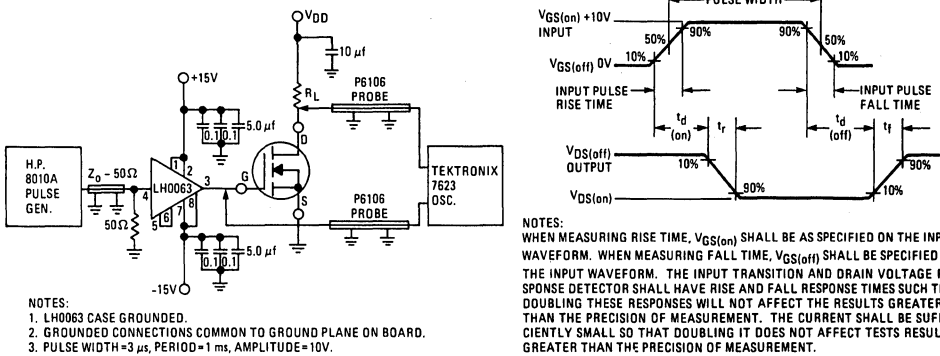 VDD
10 μf
+15V
P6106
PROBE
RL
0.1 0.1 5.0 μf
D
H.P.
8010A
PULSE
GEN.
Z₀ - 50Ω
1
2
LH0063
3
4
5
6
7
8
G
S
50Ω
TEKTRONIX
7623
OSC.
P6106
PROBE
0.1 0.1 5.0 μf
-15V
NOTES:
1. LH0063 CASE GROUNDED.
2. GROUNDED CONNECTIONS COMMON TO GROUND PLANE ON BOARD.
3. PULSE WIDTH=3 μs, PERIOD=1 ms, AMPLITUDE=10V.
PULSE WIDTH
VGS(on) +10V
INPUT
90%
90%
50%
50%
10%
10%
VGS(off) 0V
INPUT PULSE
RISE TIME
INPUT PULSE
FALL TIME
td
(on)
tr
td
(off)
tf
VDS(off)
OUTPUT
10%
90%
VDS(on)
90%
10%
NOTES:
WHEN MEASURING RISE TIME, VGS(on) SHALL BE AS SPECIFIED ON THE
WAVEFORM. WHEN MEASURING FALL TIME, VGS(off) SHALL BE SPECIFIED
THE INPUT WAVEFORM. THE INPUT TRANSITION AND DRAIN VOLTAGE
SPONSE DETECTOR SHALL HAVE RISE AND FALL RESPONSE TIMES SUCH
DOUBLING THESE RESPONSES WILL NOT AFFECT THE RESULTS GREATER
THAN THE PRECISION OF MEASUREMENT. THE CURRENT SHALL BE
CIENTLY SMALL SO THAT DOUBLING IT DOES NOT AFFECT TESTS
GREATER THAN THE PRECISION OF MEASUREMENT.